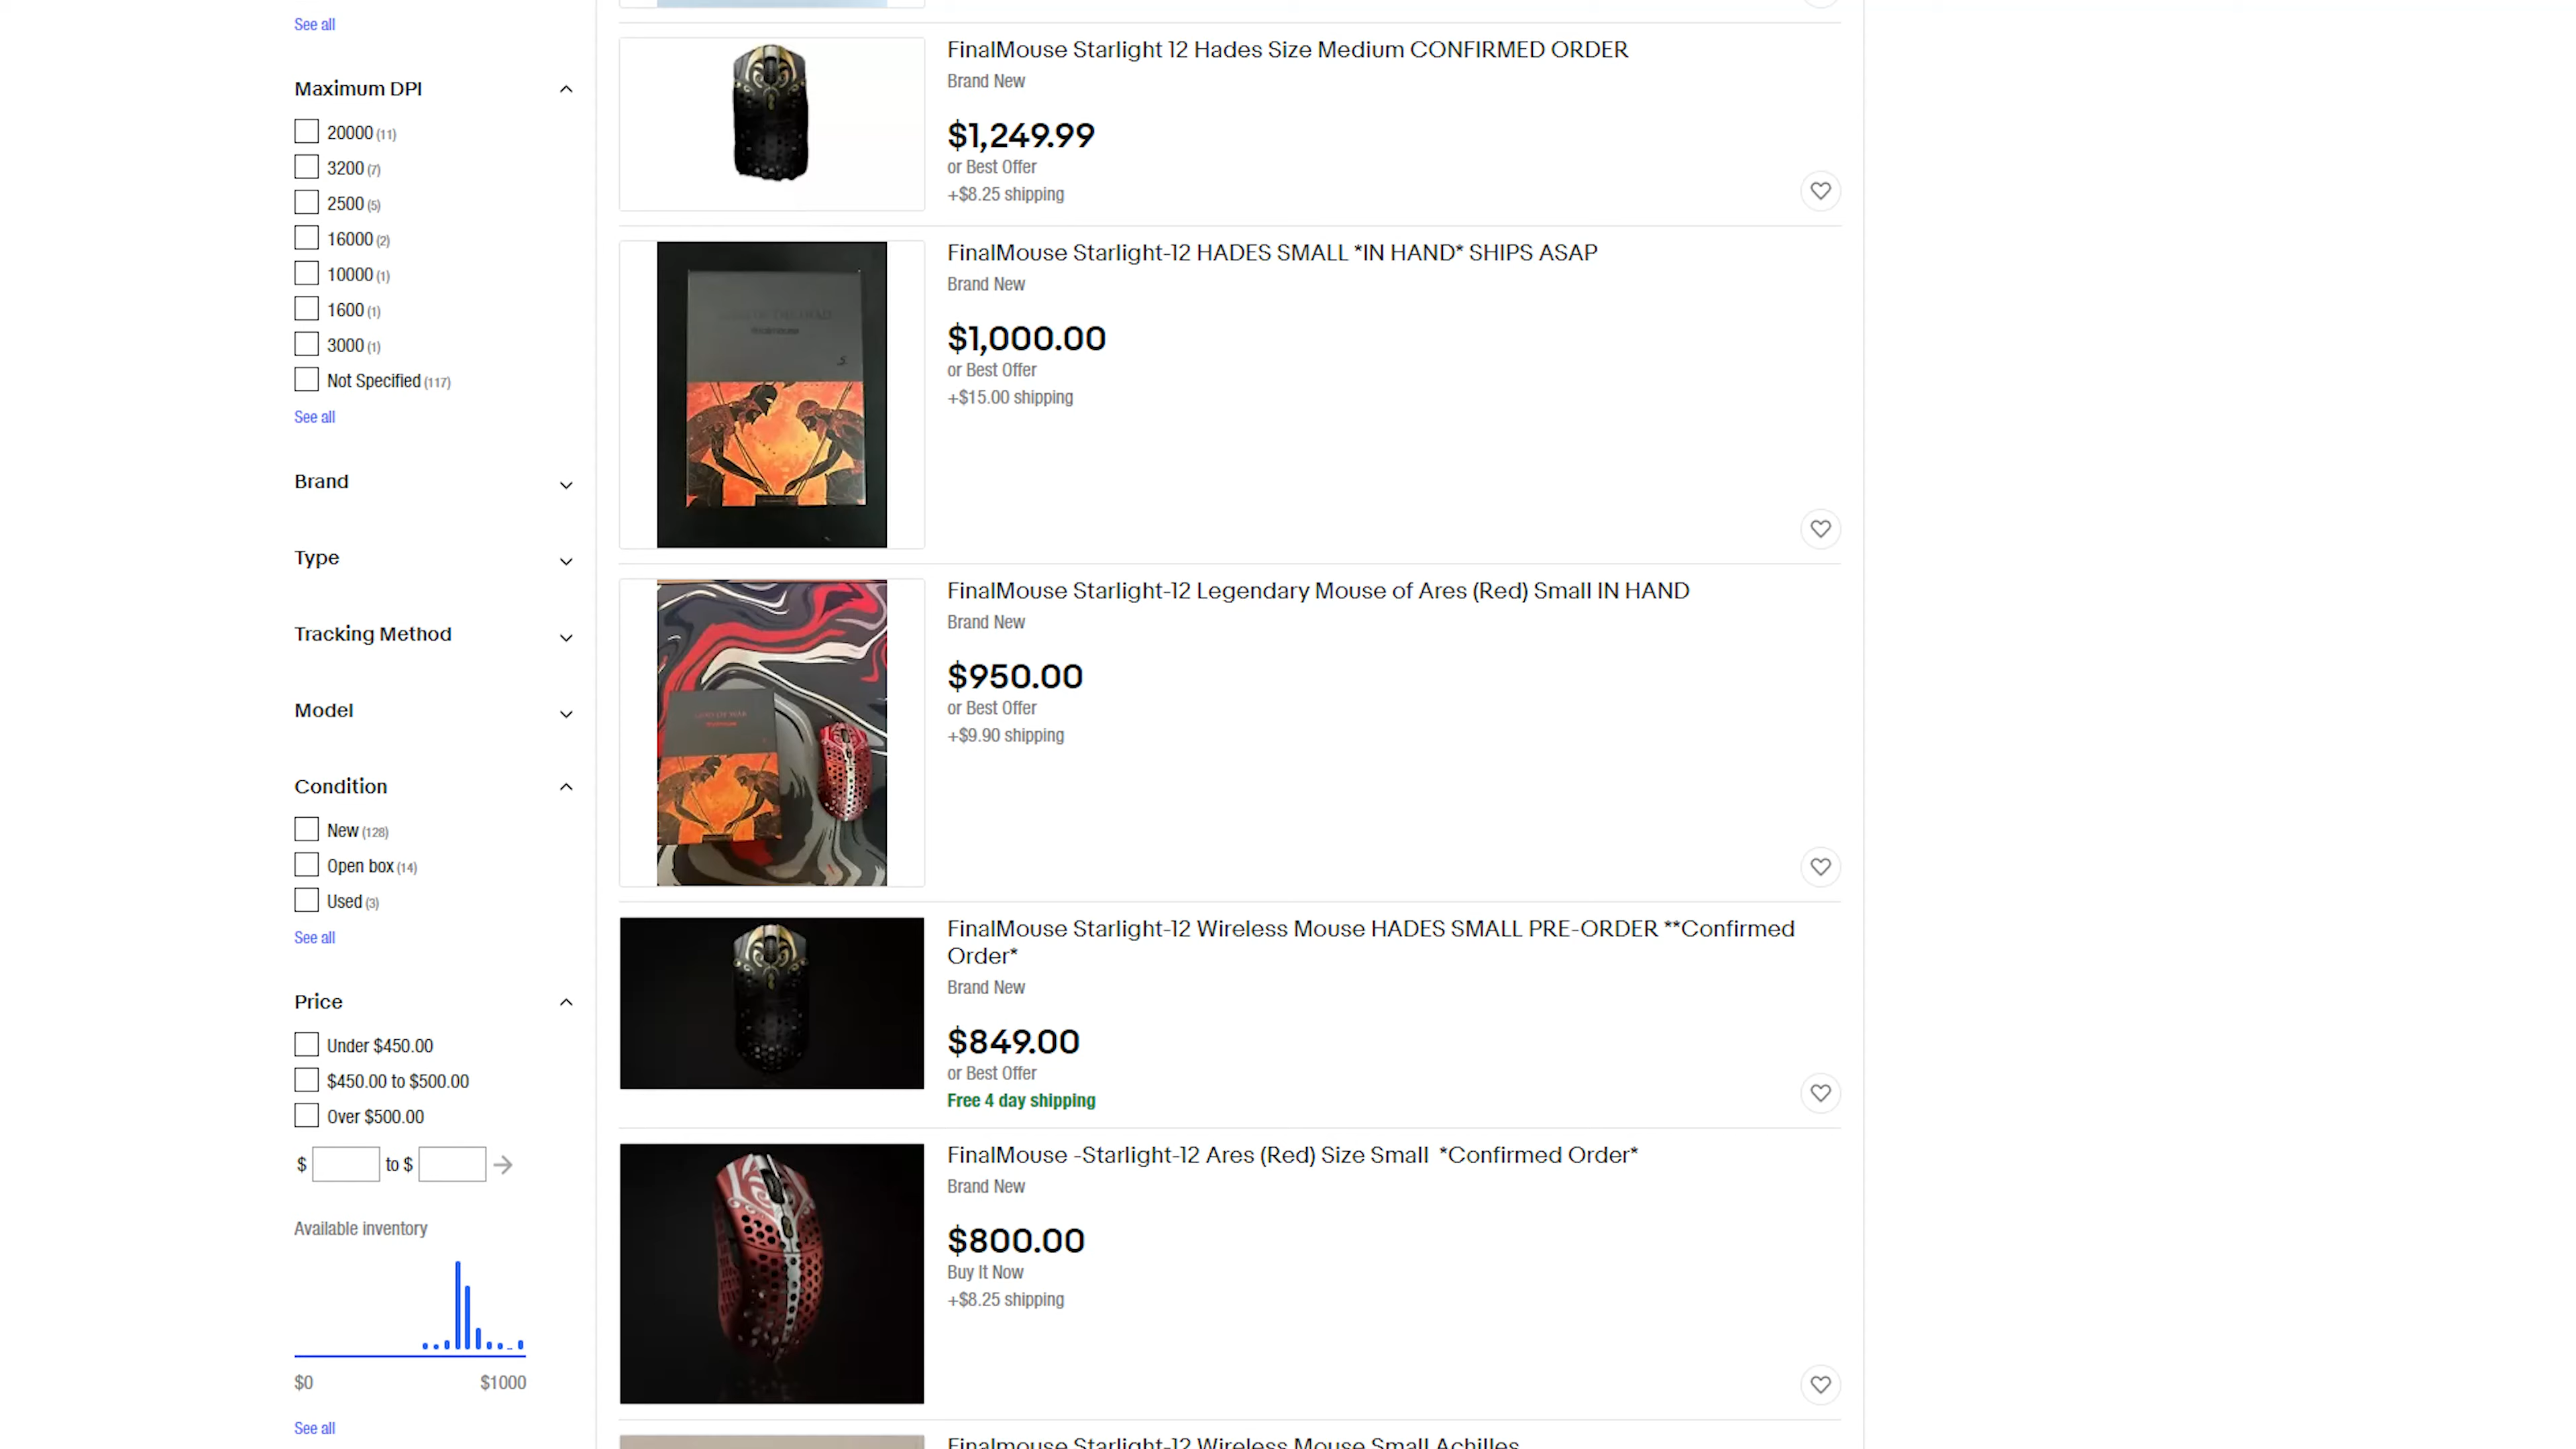 See all
Maximum DPI
20000 (11)
3200 (7)
2500 (5)
16000 (2)
10000 (1)
1600 (1)
3000 (1)
Not Specified (117)
See all
Brand
Type
Tracking Method
Model
Condition
New (128)
Open box (14)
Used (3)
See all
Price
Under $450.00
$450.00 to $500.00
Over $500.00
$ to $
Available inventory
$0 $1000
See all
FinalMouse Starlight 12 Hades Size Medium CONFIRMED ORDER
Brand New
$1,249.99
or Best Offer
+$8.25 shipping
FinalMouse Starlight-12 HADES SMALL *IN HAND* SHIPS ASAP
Brand New
$1,000.00
or Best Offer
+$15.00 shipping
FinalMouse Starlight-12 Legendary Mouse of Ares (Red) Small IN HAND
Brand New
$950.00
or Best Offer
+$9.90 shipping
FinalMouse Starlight-12 Wireless Mouse HADES SMALL PRE-ORDER **Confirmed
Order*
Brand New
$849.00
or Best Offer
Free 4 day shipping
FinalMouse -Starlight-12 Ares (Red) Size Small *Confirmed Order*
Brand New
$800.00
Buy It Now
+$8.25 shipping
Finalmouse Starlight-12 Wireless Mouse Small Achilles